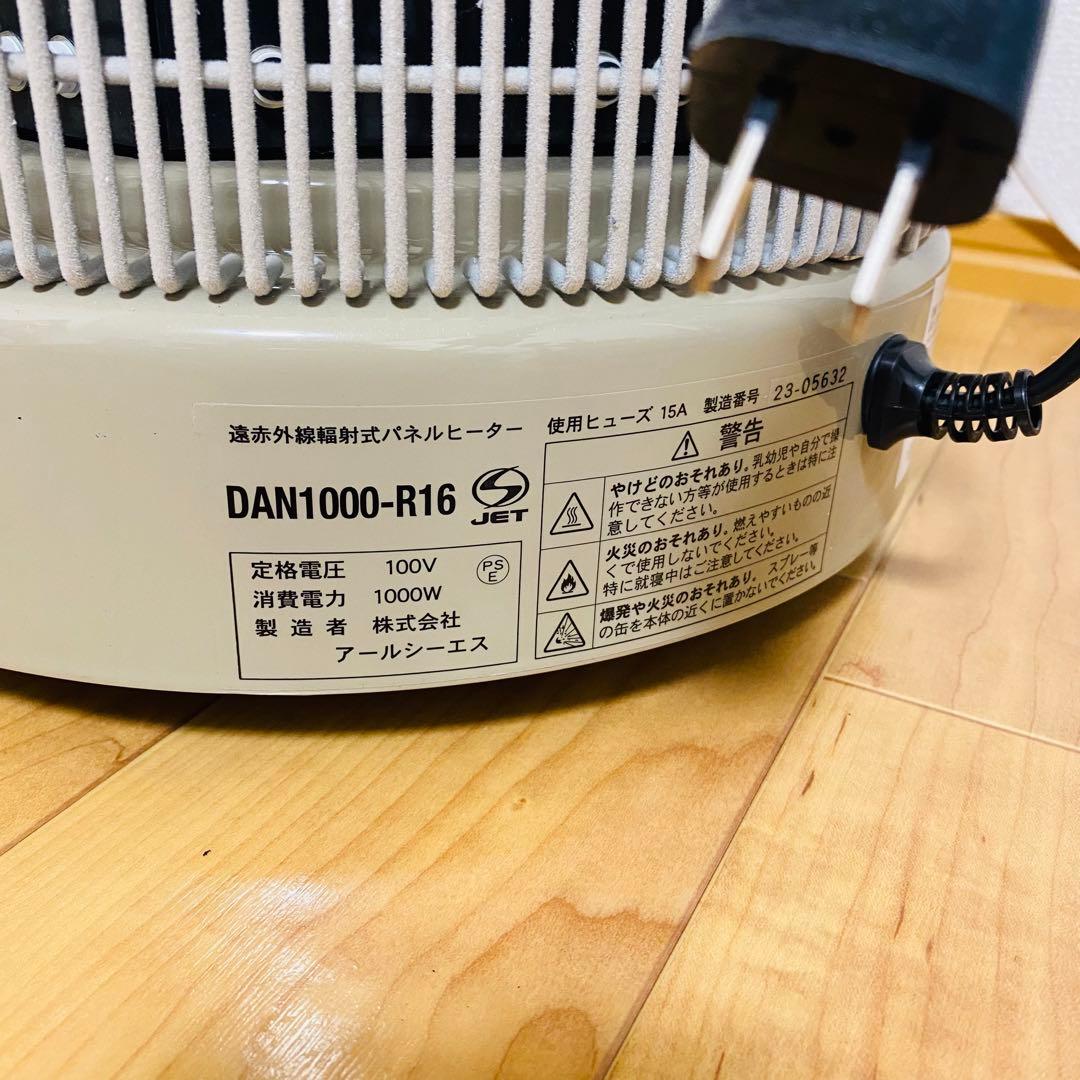 遠赤外線輻射式パネルヒーター
使用ヒューズ 15A 製造番号 23-05632
DAN1000-R16
JET
定格電圧 100V
PS
E
消費電力 1000W
製造者 株式会社
アールシーエス
警告
やけどのおそれあり。乳幼児や自分で操
作できない方等が使用するときは特に注
意してください。
火災のおそれあり。燃えやすいものの近
くで使用しないでください。
特に就寝中はご注意してください。
爆発や火災のおそれあり。スプレー等
の缶を本体の近くに置かないでください。